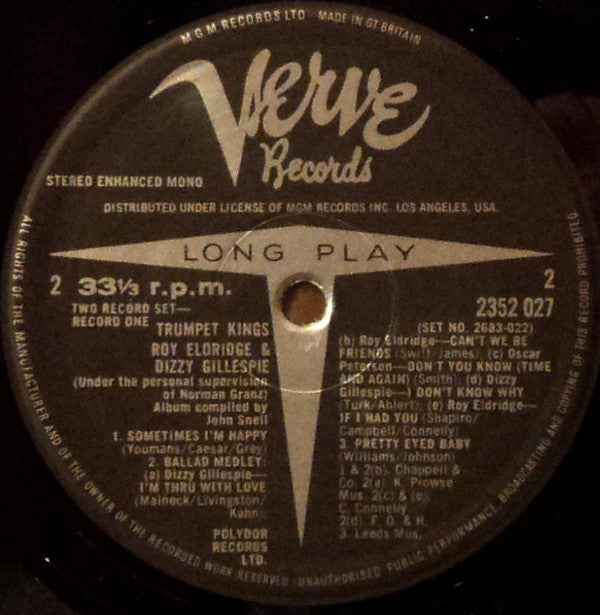 M G M RECORDS LTD MADE IN GT BRITAIN
Verve
Records
STEREO ENHANCED MONO
DISTRIBUTED UNDER LICENSE OF MGM RECORDS INC. LOS ANGELES, USA.
LONG PLAY
2 33⅓ r.p.m.
2
2352 027
TWO RECORD SET—
RECORD ONE TRUMPET KINGS
ROY ELDRIDGE &
DIZZY GILLESPIE
(Under the personal supervision
of Norman Granz)
Album compiled by
John Snell
1. SOMETIMES I'M HAPPY
(Youmans/Caesar/Grey)
2. BALLAD MEDLEY:
(a) Dizzy Gillespie—
I'M THRU WITH LOVE
(Malneck/Livingston/
Kahn)
POLYDOR
RECORDS
LTD.
(SET NO. 2683-022)
(b) Roy Eldridge—CAN'T WE BE
FRIENDS (Swift/James); (c) Oscar
Peterson—DON'T YOU KNOW (TIME
AND AGAIN) (Smith); (d) Dizzy
Gillespie—I DON'T KNOW WHY
(Turk/Ahlert); (e) Roy Eldridge—
IF I HAD YOU (Shapiro/
Campbell/Connelly)
3. PRETTY EYED BABY
(Williams/Johnson)
1 & 2(b). Chappell &
Co. 2(a). K. Prowse
Mus. 2(c) & (e).
C. Connelly
2(d). F. D. & H.
3. Leeds Mus.
ALL RIGHTS OF THE MANUFACTURER AND OF THE OWNER OF THE RECORDED WORK RESERVED · UNAUTHORISED PUBLIC PERFORMANCE, BROADCASTING AND COPYING OF THIS RECORD PROHIBITED